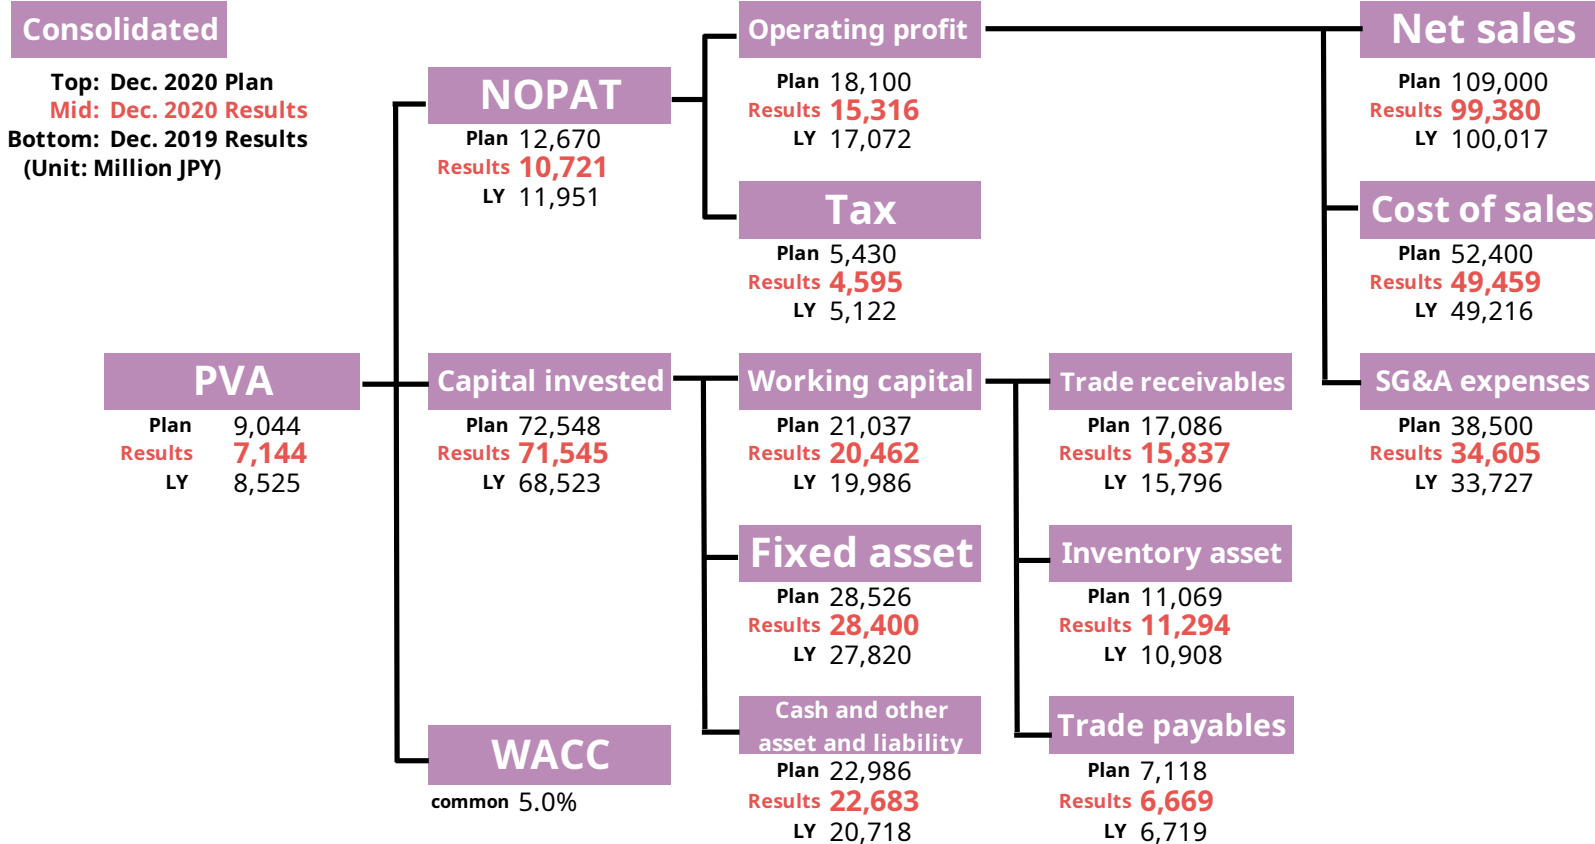 Consolidated
Top: Dec. 2020 Plan
Mid: Dec. 2020 Results
Bottom: Dec. 2019 Results
(Unit: Million JPY)
PVA
Plan 9,044
Results 7,144
LY 8,525
NOPAT
Plan 12,670
Results 10,721
LY 11,951
Capital invested
Plan 72,548
Results 71,545
LY 68,523
WACC
common 5.0%
Operating profit
Plan 18,100
Results 15,316
LY 17,072
Tax
Plan 5,430
Results 4,595
LY 5,122
Working capital
Plan 21,037
Results 20,462
LY 19,986
Fixed asset
Plan 28,526
Results 28,400
LY 27,820
Cash and other
asset and liability
Plan 22,986
Results 22,683
LY 20,718
Trade receivables
Plan 17,086
Results 15,837
LY 15,796
Inventory asset
Plan 11,069
Results 11,294
LY 10,908
Trade payables
Plan 7,118
Results 6,669
LY 6,719
Net sales
Plan 109,000
Results 99,380
LY 100,017
Cost of sales
Plan 52,400
Results 49,459
LY 49,216
SG&A expenses
Plan 38,500
Results 34,605
LY 33,727